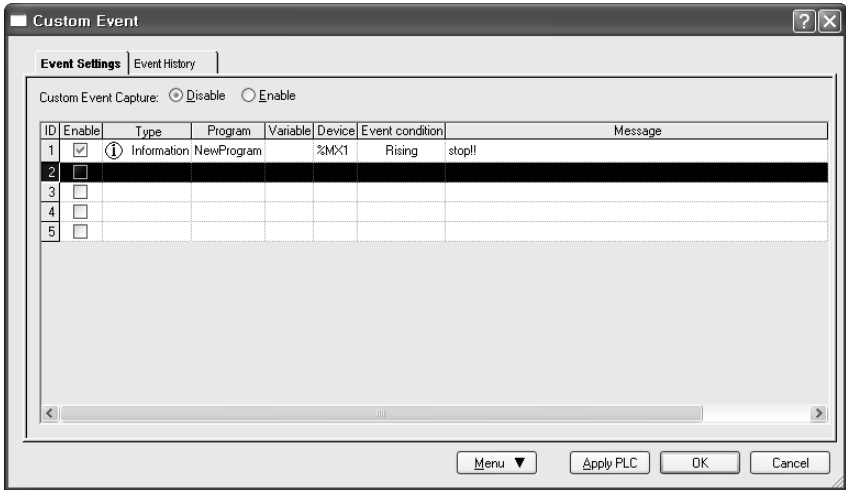 Custom Event
Event Settings Event History
Custom Event Capture: Disable Enable
ID Enable Type Program Variable Device Event condition Message
1 Information NewProgram %MX1 Rising stop!!
2
3
4
5
Menu ▼ Apply PLC OK Cancel